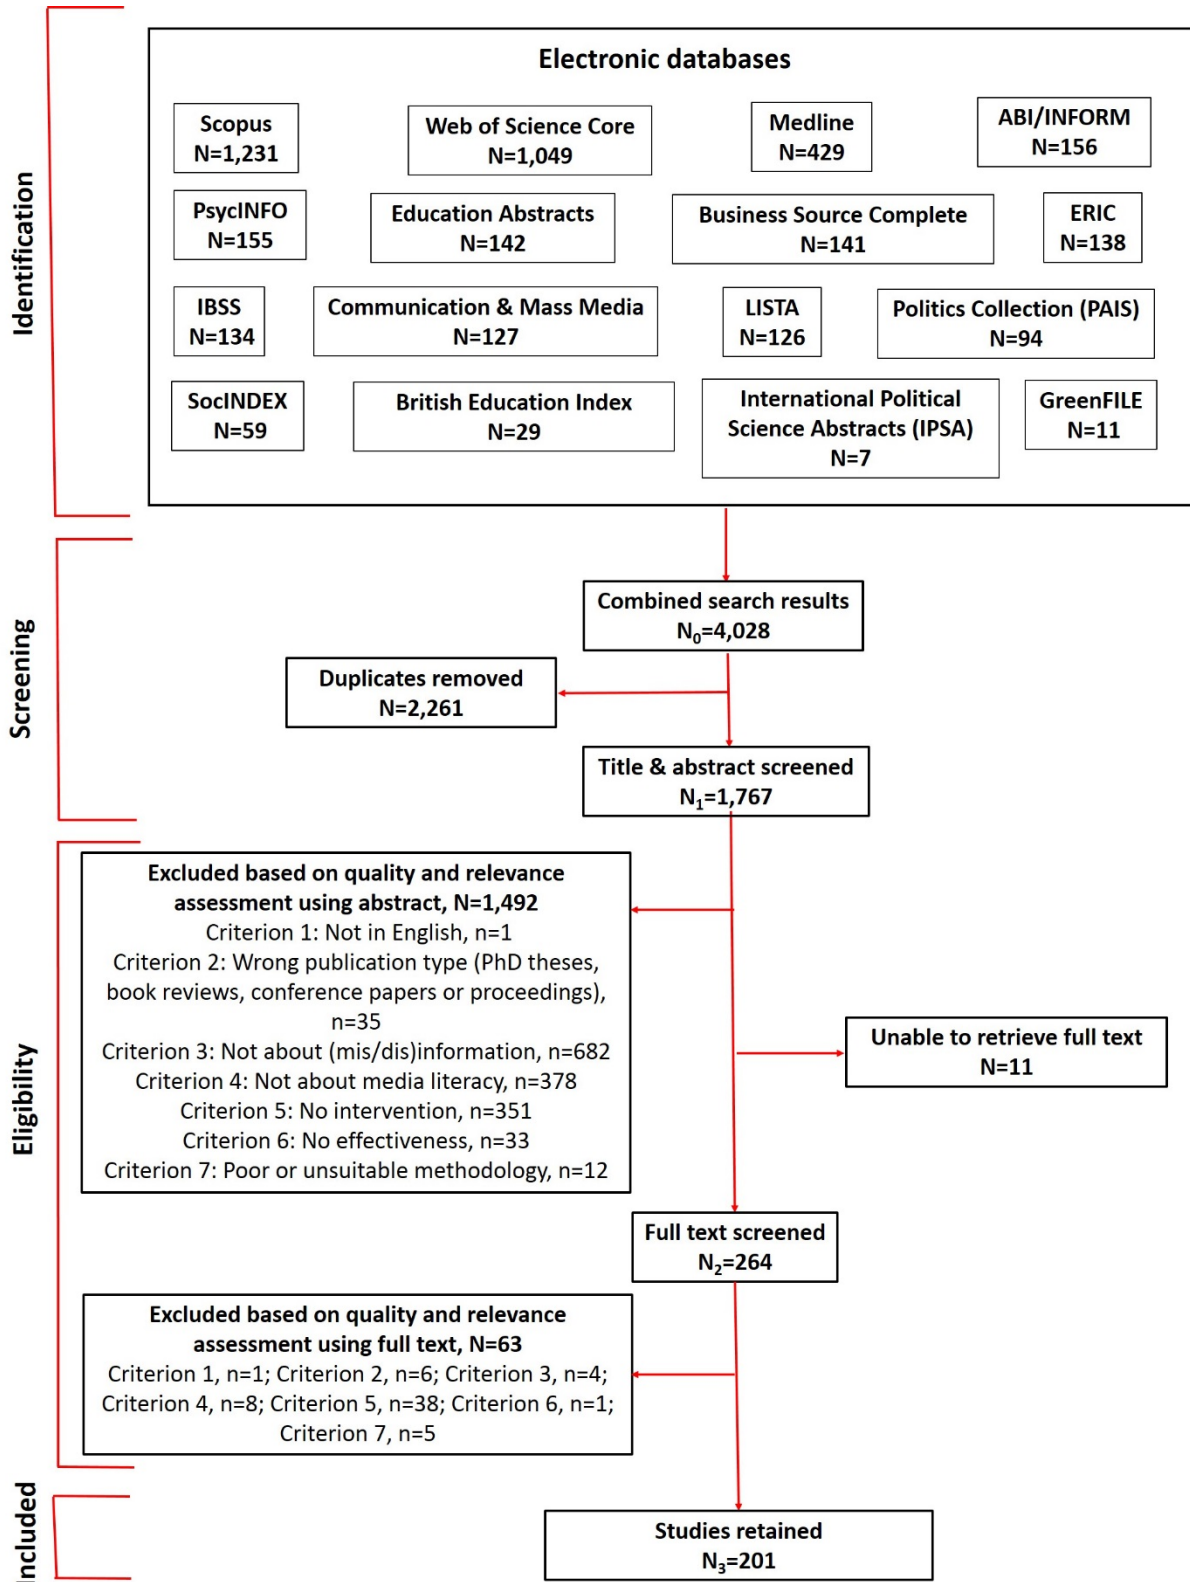 Identification
Electronic databases
Scopus
N=1,231
Web of Science Core
N=1,049
Medline
N=429
ABI/INFORM
N=156
PsycINFO
N=155
Education Abstracts
N=142
Business Source Complete
N=141
ERIC
N=138
IBSS
N=134
Communication & Mass Media
N=127
LISTA
N=126
Politics Collection (PAIS)
N=94
SocINDEX
N=59
British Education Index
N=29
International Political
Science Abstracts (IPSA)
N=7
GreenFILE
N=11
Screening
Combined search results
N₀=4,028
Duplicates removed
N=2,261
Title & abstract screened
N₁=1,767
Eligibility
Excluded based on quality and relevance
assessment using abstract, N=1,492
Criterion 1: Not in English, n=1
Criterion 2: Wrong publication type (PhD theses,
book reviews, conference papers or proceedings),
n=35
Criterion 3: Not about (mis/dis)information, n=682
Criterion 4: Not about media literacy, n=378
Criterion 5: No intervention, n=351
Criterion 6: No effectiveness, n=33
Criterion 7: Poor or unsuitable methodology, n=12
Unable to retrieve full text
N=11
Full text screened
N₂=264
Excluded based on quality and relevance
assessment using full text, N=63
Criterion 1, n=1; Criterion 2, n=6; Criterion 3, n=4;
Criterion 4, n=8; Criterion 5, n=38; Criterion 6, n=1;
Criterion 7, n=5
Included
Studies retained
N₃=201